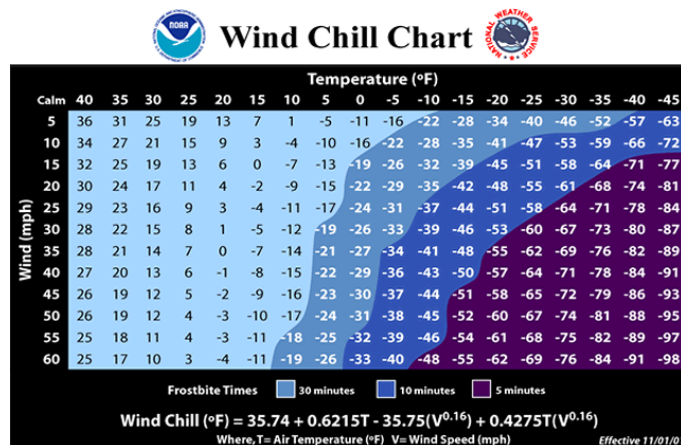 NOAA
Wind Chill Chart
NATIONAL WEATHER SERVICE
Temperature (ºF)
Calm 40 35 30 25 20 15 10 5 0 -5 -10 -15 -20 -25 -30 -35 -40 -45
5 36 31 25 19 13 7 1 -5 -11 -16 -22 -28 -34 -40 -46 -52 -57 -63
10 34 27 21 15 9 3 -4 -10 -16 -22 -28 -35 -41 -47 -53 -59 -66 -72
15 32 25 19 13 6 0 -7 -13 -19 -26 -32 -39 -45 -51 -58 -64 -71 -77
20 30 24 17 11 4 -2 -9 -15 -22 -29 -35 -42 -48 -55 -61 -68 -74 -81
25 29 23 16 9 3 -4 -11 -17 -24 -31 -37 -44 -51 -58 -64 -71 -78 -84
30 28 22 15 8 1 -5 -12 -19 -26 -33 -39 -46 -53 -60 -67 -73 -80 -87
35 28 21 14 7 0 -7 -14 -21 -27 -34 -41 -48 -55 -62 -69 -76 -82 -89
40 27 20 13 6 -1 -8 -15 -22 -29 -36 -43 -50 -57 -64 -71 -78 -84 -91
45 26 19 12 5 -2 -9 -16 -23 -30 -37 -44 -51 -58 -65 -72 -79 -86 -93
50 26 19 12 4 -3 -10 -17 -24 -31 -38 -45 -52 -60 -67 -74 -81 -88 -95
55 25 18 11 4 -3 -11 -18 -25 -32 -39 -46 -54 -61 -68 -75 -82 -89 -97
60 25 17 10 3 -4 -11 -19 -26 -33 -40 -48 -55 -62 -69 -76 -84 -91 -98
Wind (mph)
Frostbite Times 30 minutes 10 minutes 5 minutes
Wind Chill (ºF) = 35.74 + 0.6215T - 35.75(V0.16) + 0.4275T(V0.16)
Where, T= Air Temperature (ºF) V= Wind Speed (mph)
Effective 11/01/0